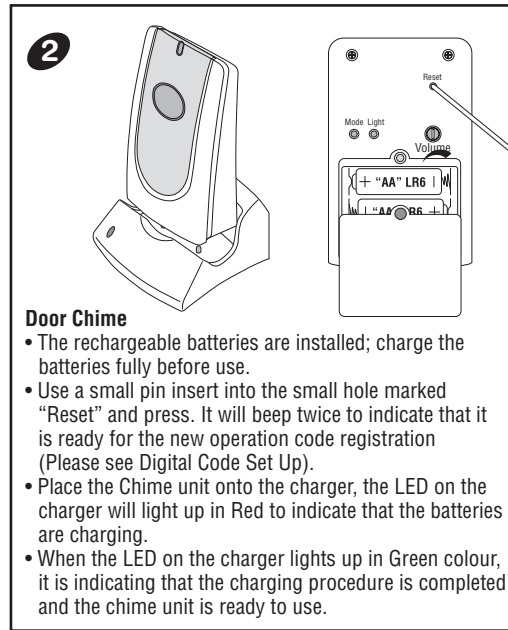 2
Reset
Mode Light
Volume
+ "AA" LR6 -
"AA" LR6 +
Door Chime
• The rechargeable batteries are installed; charge the
batteries fully before use.
• Use a small pin insert into the small hole marked
“Reset” and press. It will beep twice to indicate that it
is ready for the new operation code registration
(Please see Digital Code Set Up).
• Place the Chime unit onto the charger, the LED on the
charger will light up in Red to indicate that the batteries
are charging.
• When the LED on the charger lights up in Green colour,
it is indicating that the charging procedure is completed
and the chime unit is ready to use.